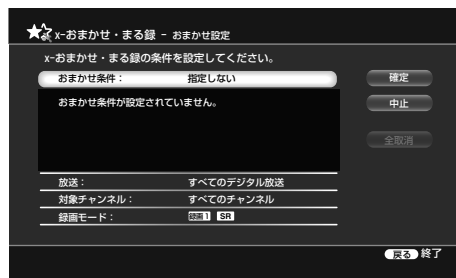 x-おまかせ・まる録 - おまかせ設定
x-おまかせ・まる録の条件を設定してください。
おまかせ条件： 指定しない
確定
おまかせ条件が設定されていません。
中止
全取消
放送： すべてのデジタル放送
対象チャンネル： すべてのチャンネル
録画モード： 録画1 SR
戻る 終了